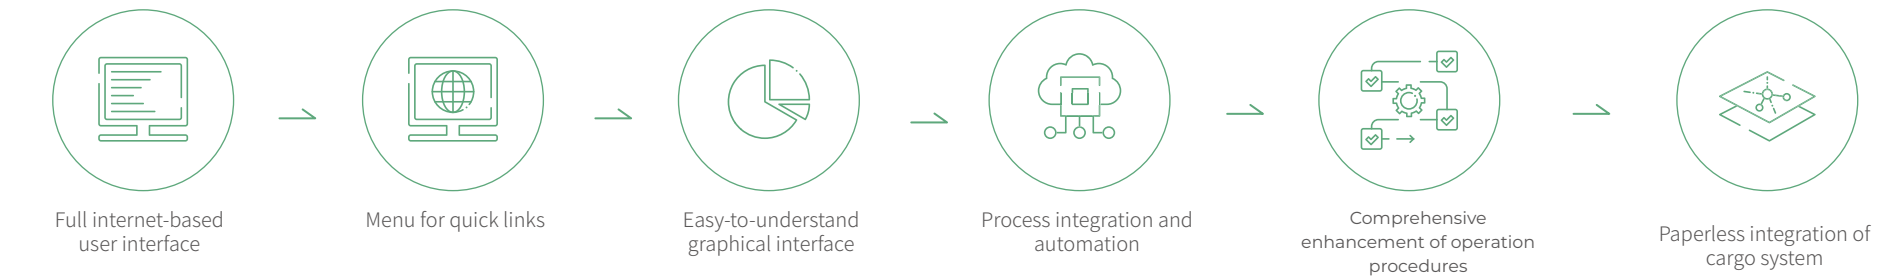 Full internet-based
user interface
Menu for quick links
Easy-to-understand
graphical interface
Process integration and
automation
Comprehensive
enhancement of operation
procedures
Paperless integration of
cargo system